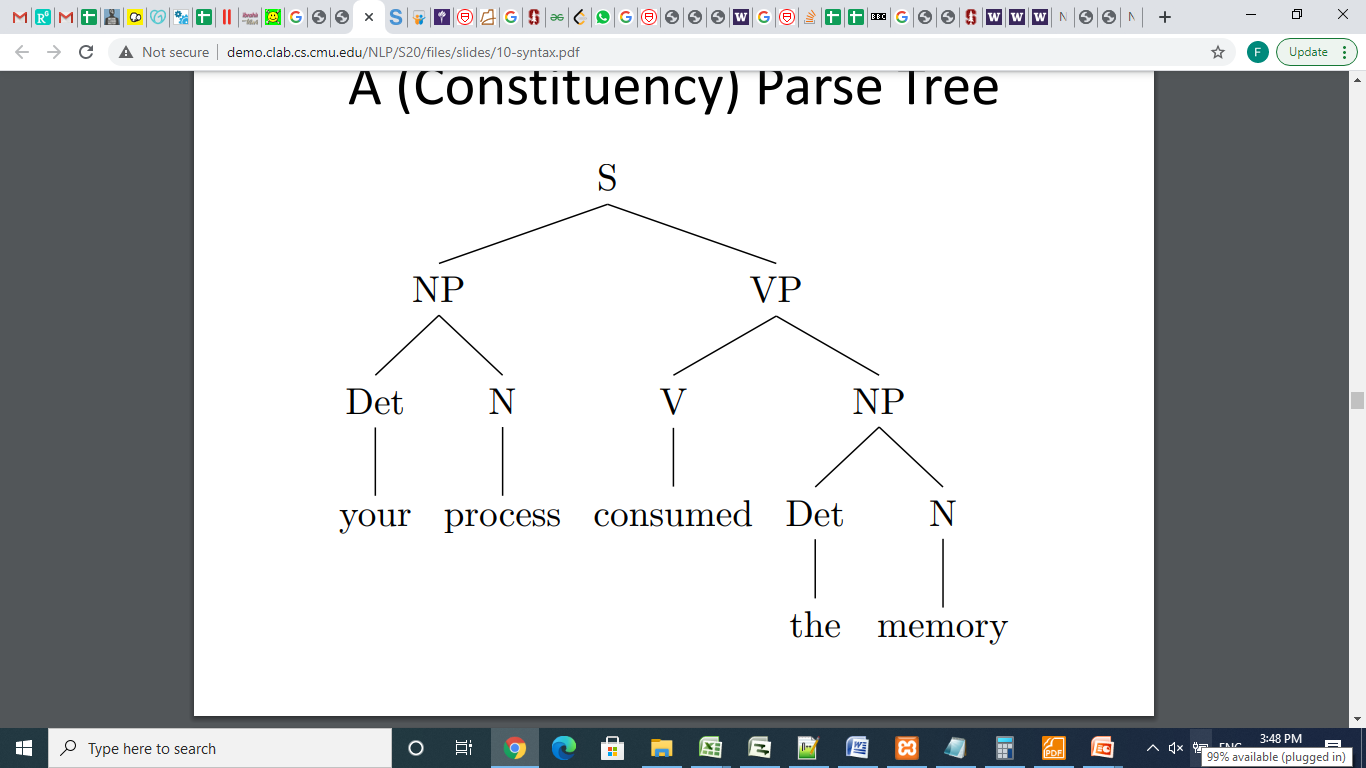 Not secure | demo.clab.cs.cmu.edu/NLP/S20/files/slides/10-syntax.pdf
F
Update
A (Constituency) Parse Tree
S
NP VP
Det N V NP
your process consumed Det N
the memory
Type here to search
3:48 PM
99% available (plugged in)